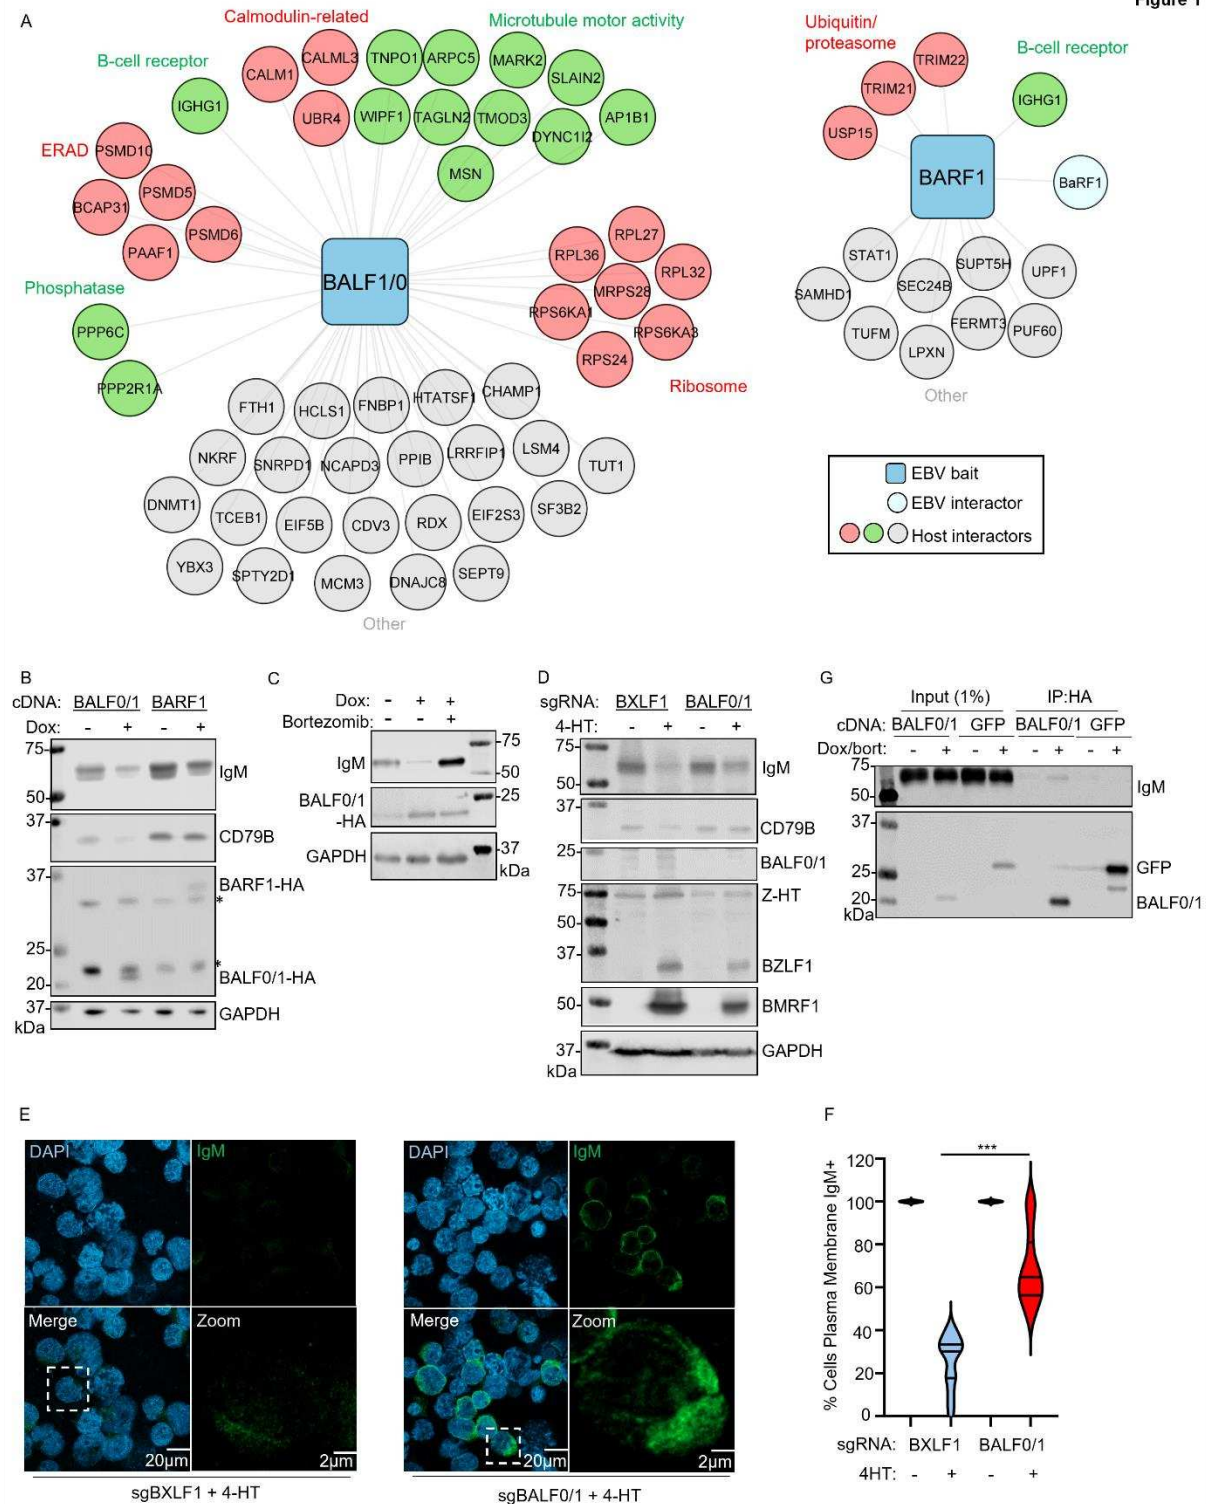 Figure 1
A
Calmodulin-related
Microtubule motor activity
B-cell receptor
CALM1
CALML3
TNPO1
ARPC5
MARK2
SLAIN2
IGHG1
UBR4
WIPF1
TAGLN2
TMOD3
DYNC1I2
AP1B1
MSN
ERAD
PSMD10
PSMD5
BCAP31
PSMD6
PAAF1
BALF1/0
RPL36
RPL27
RPL32
MRPS28
RPS6KA1
RPS6KA3
RPS24
Ribosome
Phosphatase
PPP6C
PPP2R1A
FTH1
HCLS1
FNBP1
HTATSF1
CHAMP1
NKRF
SNRPD1
NCAPD3
PPIB
LRRFIP1
LSM4
TUT1
DNMT1
TCEB1
EIF5B
CDV3
RDX
EIF2S3
SF3B2
YBX3
SPTY2D1
MCM3
DNAJC8
SEPT9
Other
Ubiquitin/
proteasome
B-cell receptor
TRIM22
TRIM21
USP15
IGHG1
BARF1
BaRF1
STAT1
SUPT5H
UPF1
SAMHD1
SEC24B
TUFM
FERMT3
PUF60
LPXN
Other
EBV bait
EBV interactor
Host interactors
B
cDNA: BALF0/1 BARF1
Dox: - + - +
75
IgM
50
37
CD79B
37
BARF1-HA
*
25
*
BALF0/1-HA
20
37
GAPDH
kDa
C
Dox: - + +
Bortezomib: - - +
75
IgM
50
BALF0/1
-HA
25
GAPDH
37
kDa
D
sgRNA: BXLF1 BALF0/1
4-HT: - + - +
75
IgM
50
37
CD79B
25
BALF0/1
75
Z-HT
50
37
BZLF1
50
BMRF1
37
GAPDH
kDa
G
Input (1%) IP:HA
cDNA: BALF0/1 GFP BALF0/1 GFP
Dox/bort: - + - + - + - +
75
IgM
50
37
GFP
25
20
BALF0/1
kDa
E
DAPI
IgM
Merge
Zoom
20µm
2µm
sgBXLF1 + 4-HT
DAPI
IgM
Merge
Zoom
20µm
2µm
sgBALF0/1 + 4-HT
F
% Cells Plasma Membrane IgM+
***
120
100
80
60
40
20
0
sgRNA: BXLF1 BALF0/1
4HT: - + - +